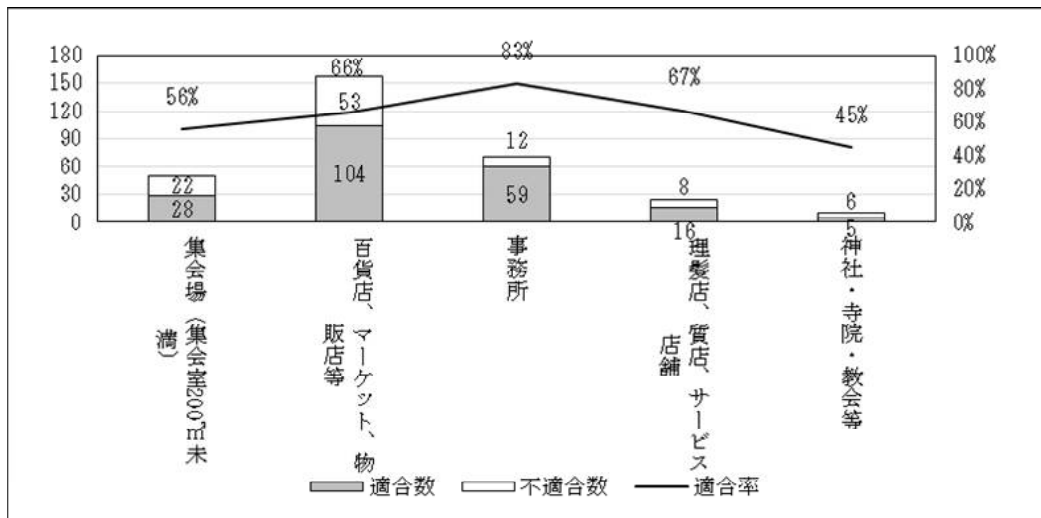 180
150
120
90
60
30
0
100%
80%
60%
40%
20%
0%
56%
66%
83%
67%
45%
22
28
53
104
12
59
8
16
6
5
集会場（集会室200㎡未
満）
百貨店、マーケット、物
販店等
事務所
理髪店、質店、サービス
店舗
神社・寺院・教会等
適合数
不適合数
適合率